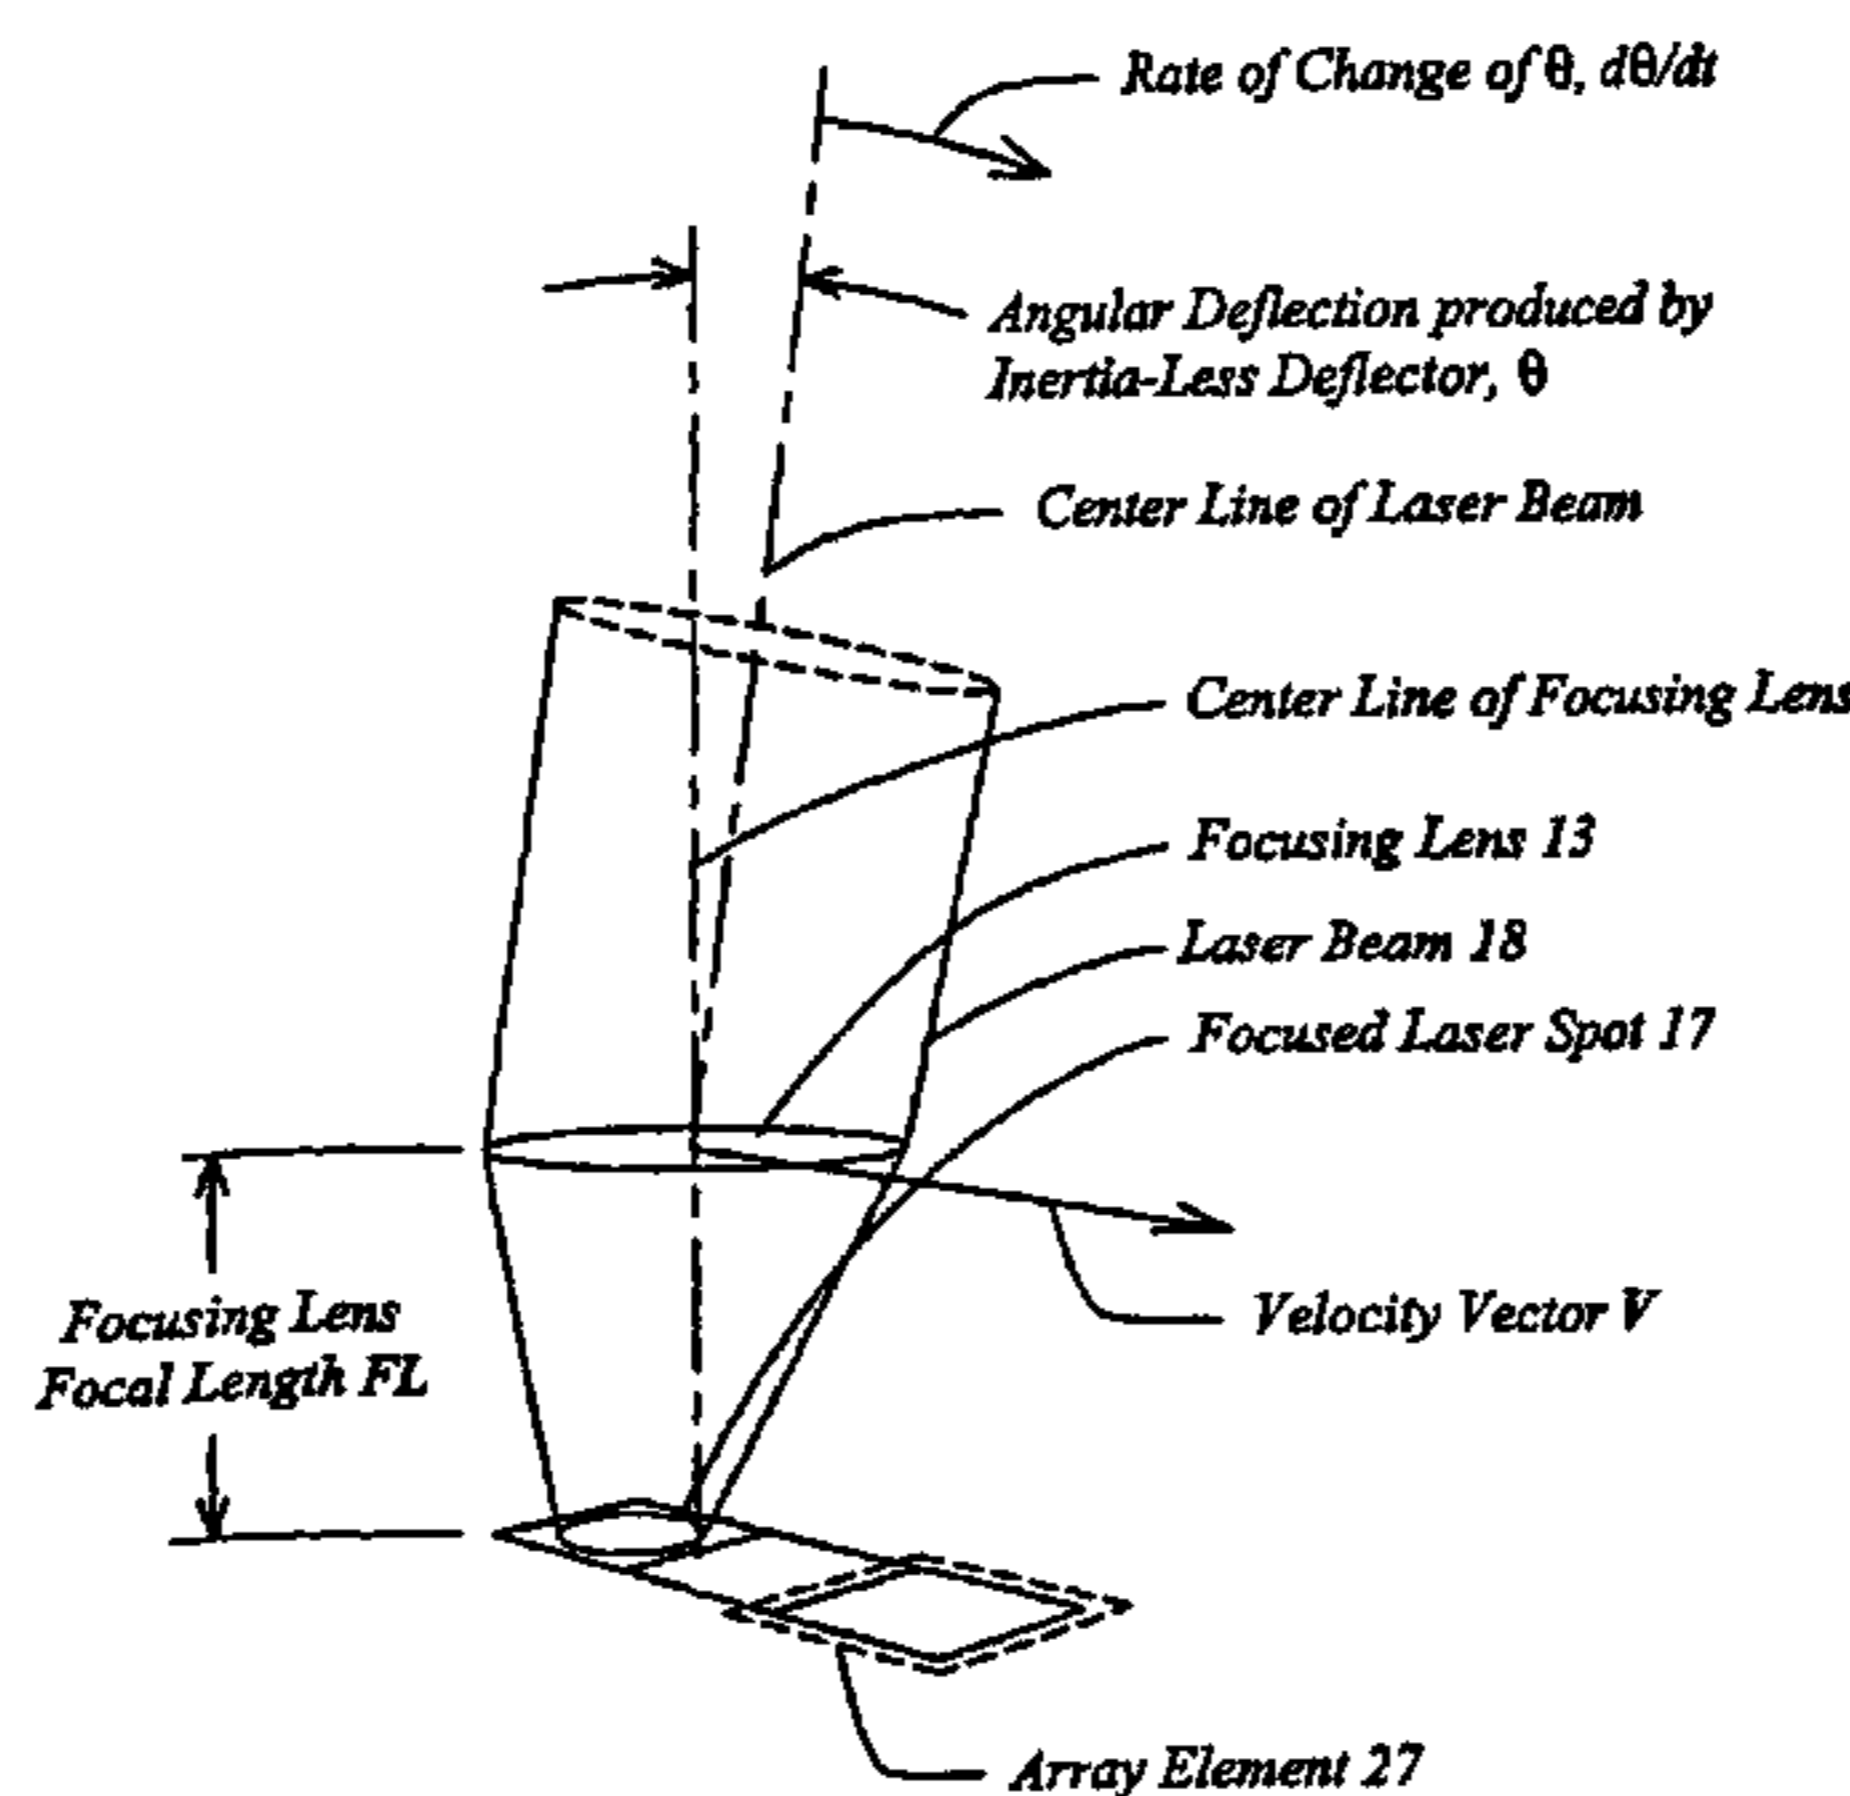 Rate of Change of θ, dθ/dt
Angular Deflection produced by
Inertia-Less Deflector, θ
Center Line of Laser Beam
Center Line of Focusing Lens
Focusing Lens 13
Laser Beam 18
Focused Laser Spot 17
Velocity Vector V
Focusing Lens
Focal Length FL
Array Element 27